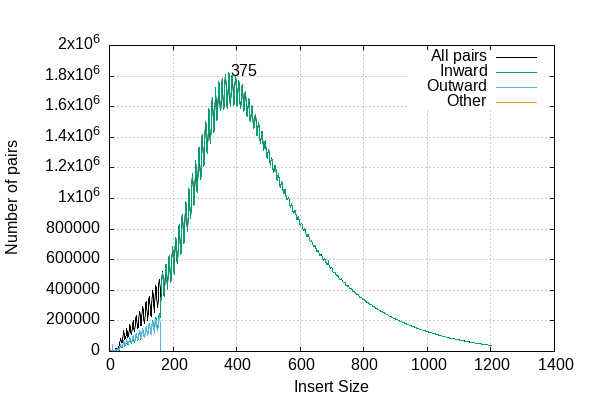 2x10^6
1.8x10^6
1.6x10^6
1.4x10^6
1.2x10^6
1x10^6
800000
600000
400000
200000
0
Number of pairs
375
All pairs
Inward
Outward
Other
0 200 400 600 800 1000 1200 1400
Insert Size